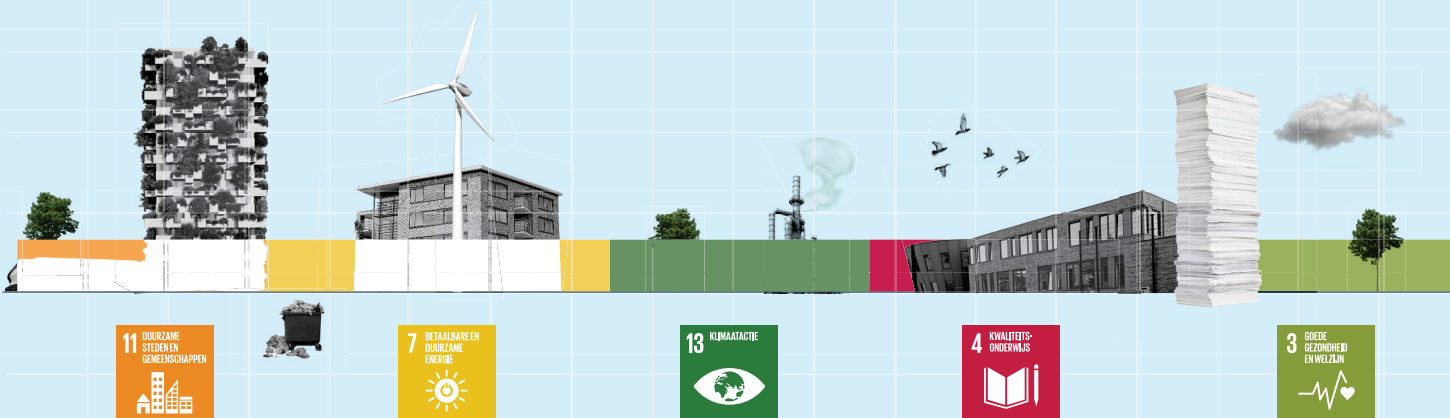 11 DUURZAME
STEDEN EN
GEMEENSCHAPPEN
7 BETAALBARE EN
DUURZAME
ENERGIE
13 KLIMAATACTIE
4 KWALITEITS-
ONDERWIJS
3 GOEDE
GEZONDHEID
EN WELZIJN